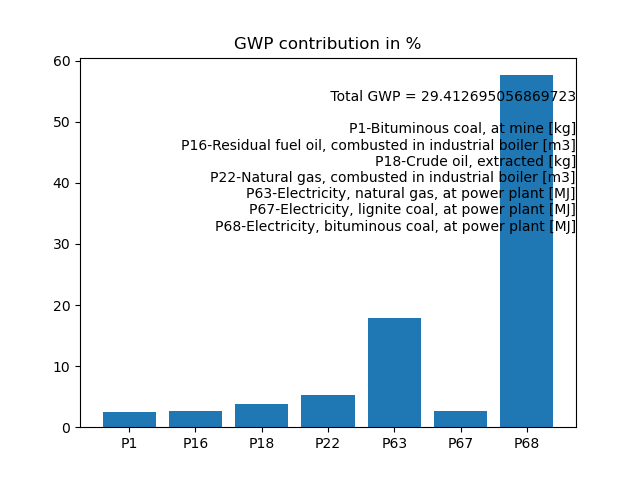 GWP contribution in %
60
Total GWP = 29.412695056869723
50
P1-Bituminous coal, at mine [kg]
P16-Residual fuel oil, combusted in industrial boiler [m3]
P18-Crude oil, extracted [kg]
P22-Natural gas, combusted in industrial boiler [m3]
40
P63-Electricity, natural gas, at power plant [MJ]
P67-Electricity, lignite coal, at power plant [MJ]
P68-Electricity, bituminous coal, at power plant [MJ]
30
20
10
0
P1 P16 P18 P22 P63 P67 P68